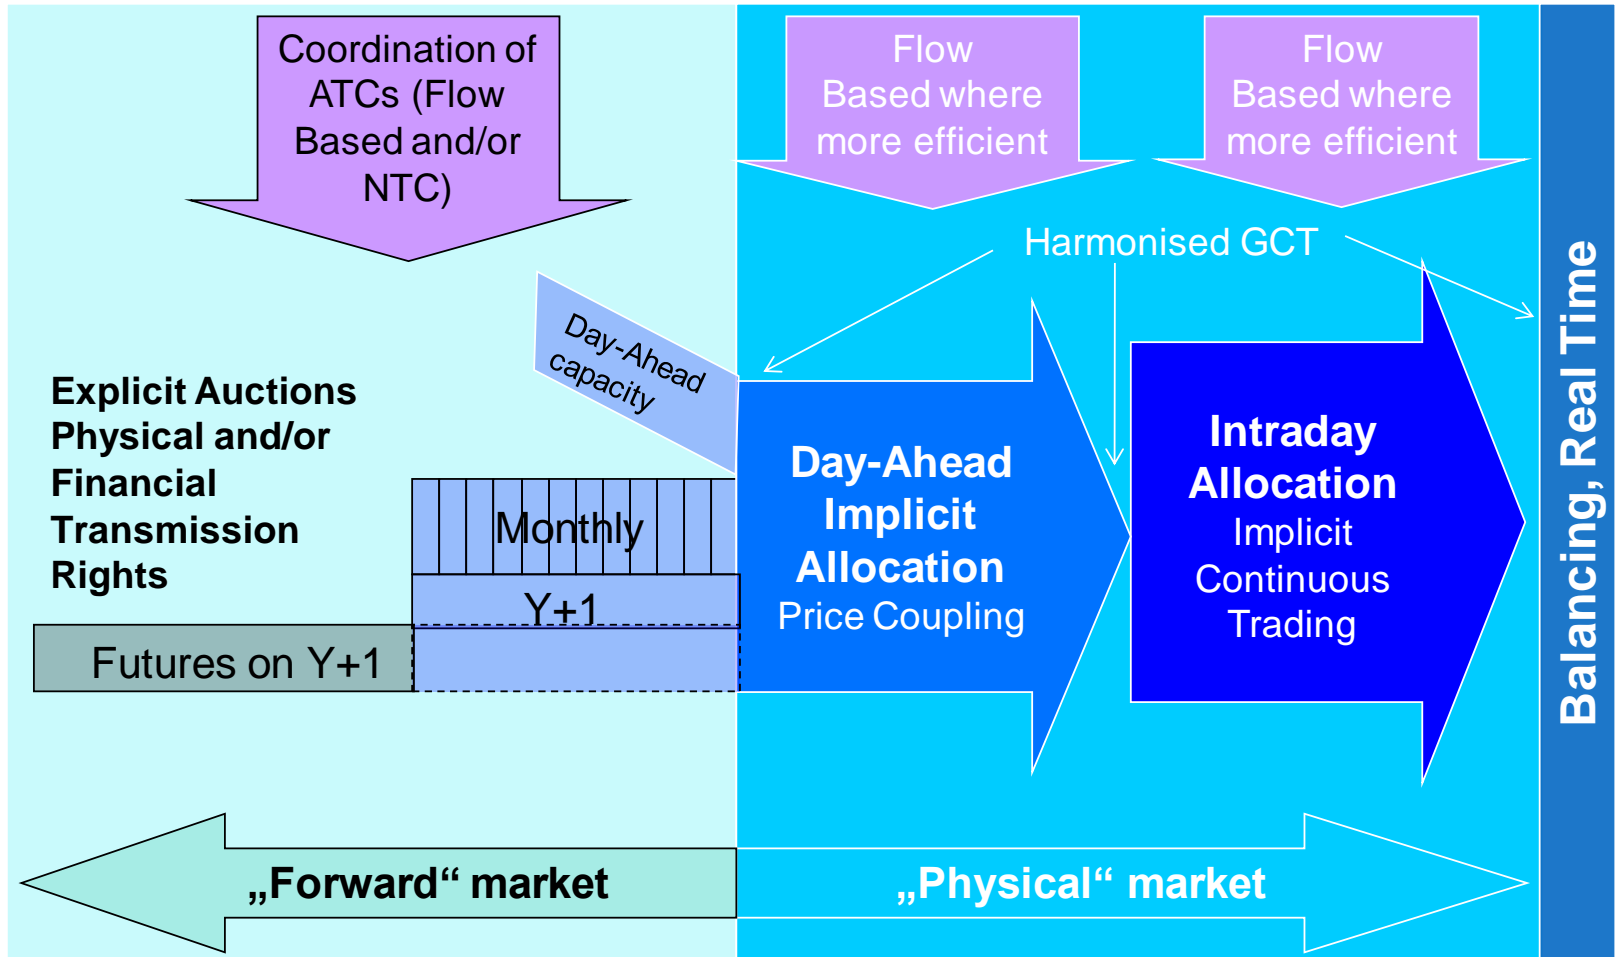 Coordination of
ATCs (Flow
Based and/or
NTC)
Flow
Based where
more efficient
Flow
Based where
more efficient
Harmonised GCT
Day-Ahead
capacity
Explicit Auctions
Physical and/or
Financial
Transmission
Rights
Monthly
Y+1
Futures on Y+1
Day-Ahead
Implicit
Allocation
Price Coupling
Intraday
Allocation
Implicit
Continuous
Trading
Balancing, Real Time
„Forward“ market
„Physical“ market